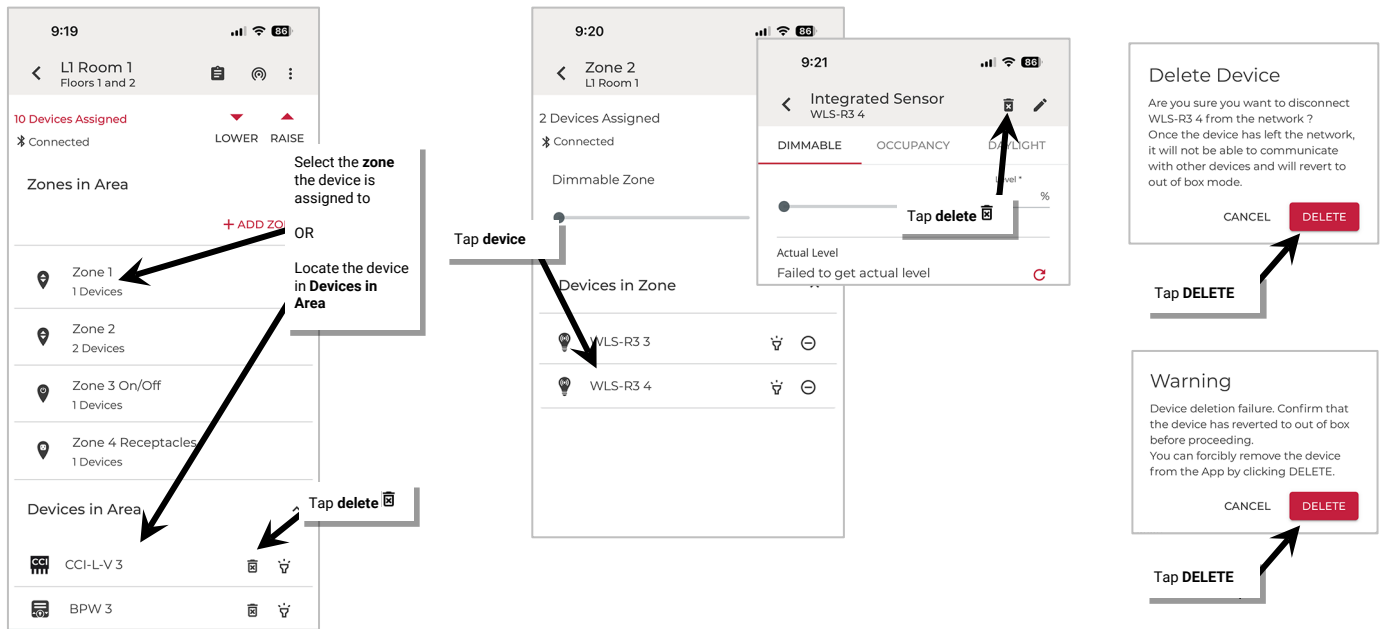 9:19
86
L1 Room 1
Floors 1 and 2
10 Devices Assigned
Connected
LOWER
RAISE
Zones in Area
+ ADD ZO
Zone 1
1 Devices
Zone 2
2 Devices
Zone 3 On/Off
1 Devices
Zone 4 Receptacles
1 Devices
Devices in Area
CCI
CCI-L-V 3
BPW 3
Select the zone
the device is
assigned to
OR
Locate the device
in Devices in
Area
Tap delete
9:20
86
Zone 2
L1 Room 1
2 Devices Assigned
Connected
Dimmable Zone
Tap device
Devices in Zone
WLS-R3 3
WLS-R3 4
9:21
86
Integrated Sensor
WLS-R3 4
DIMMABLE
OCCUPANCY
DAYLIGHT
Level *
%
Tap delete
Actual Level
Failed to get actual level
Delete Device
Are you sure you want to disconnect
WLS-R3 4 from the network ?
Once the device has left the network,
it will not be able to communicate
with other devices and will revert to
out of box mode.
CANCEL
DELETE
Tap DELETE
Warning
Device deletion failure. Confirm that
the device has reverted to out of box
before proceeding.
You can forcibly remove the device
from the App by clicking DELETE.
CANCEL
DELETE
Tap DELETE